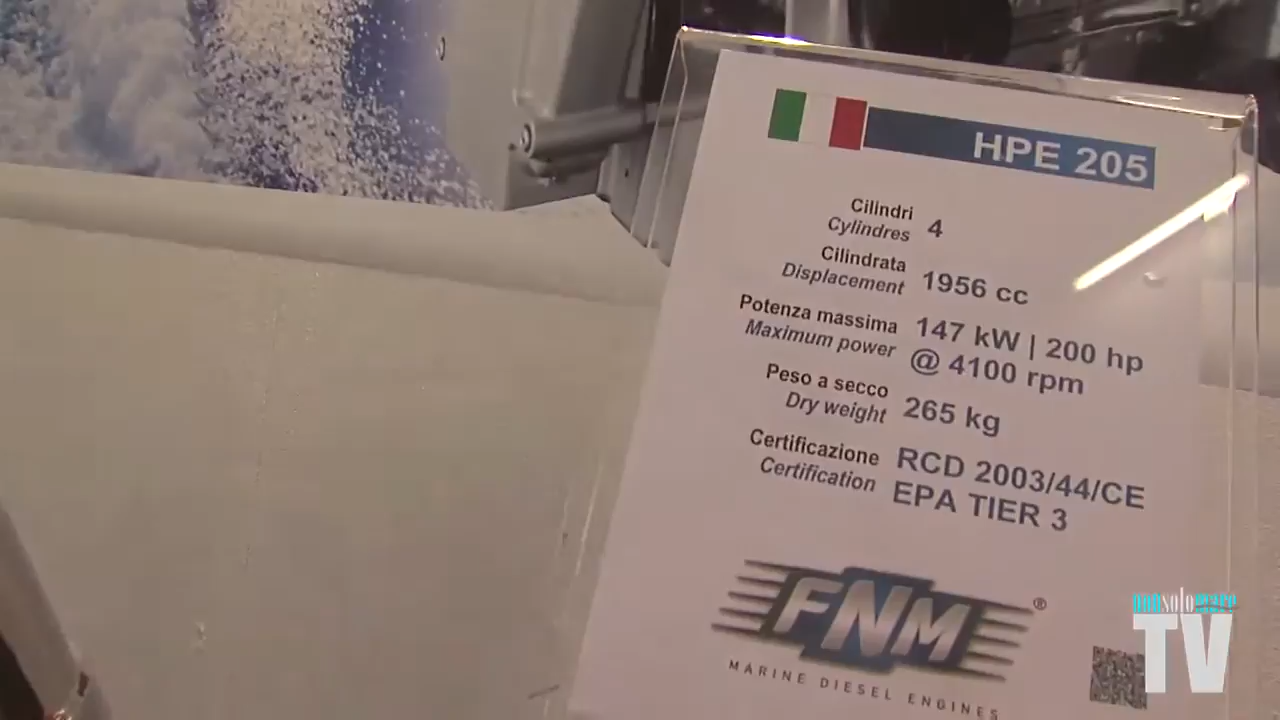 HPE 205
Cilindri
Cylindres 4
Cilindrata
Displacement 1956 cc
Potenza massima 147 kW | 200 hp
Maximum power @ 4100 rpm
Peso a secco
Dry weight 265 kg
Certificazione RCD 2003/44/CE
Certification EPA TIER 3
FNM ®
MARINE DIESEL ENGINES
nonsolomare
TV